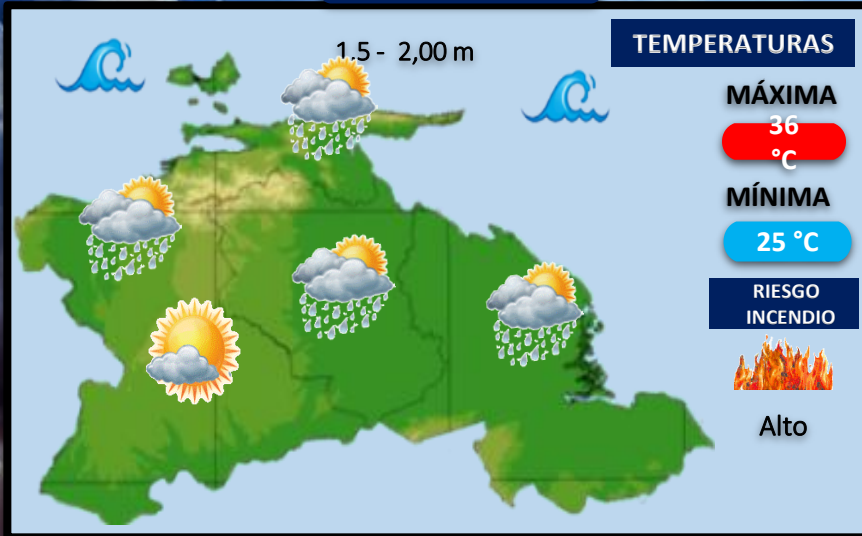 1.5 - 2,00 m
TEMPERATURAS
MÁXIMA
36
°C
MÍNIMA
25 °C
RIESGO
INCENDIO
Alto